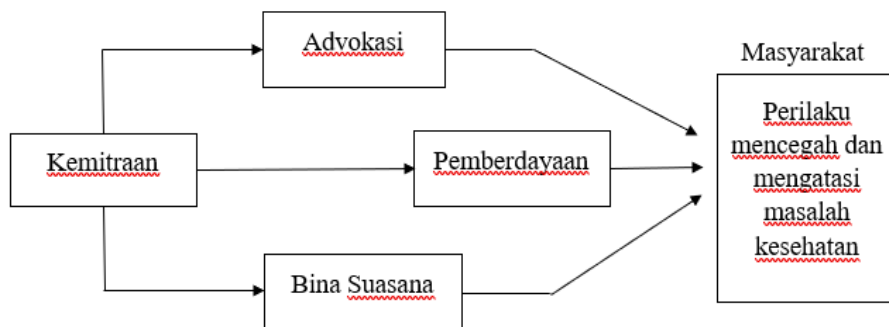 Advokasi
Masyarakat
Kemitraan
Pemberdayaan
Perilaku
mencegah dan
mengatasi
masalah
kesehatan
Bina Suasana